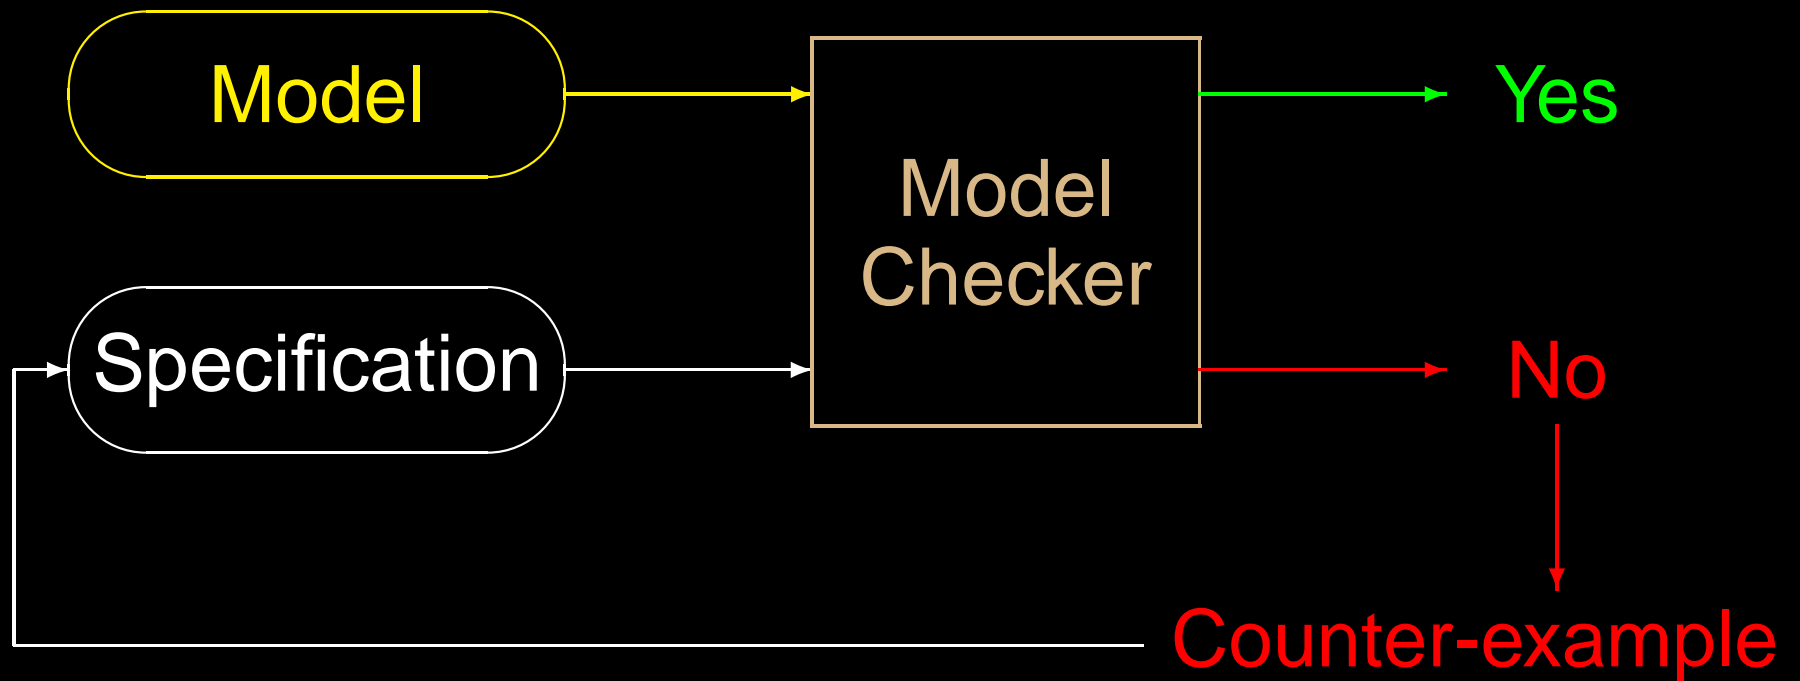 Model
Yes
Model
Checker
Specification
No
Counter-example